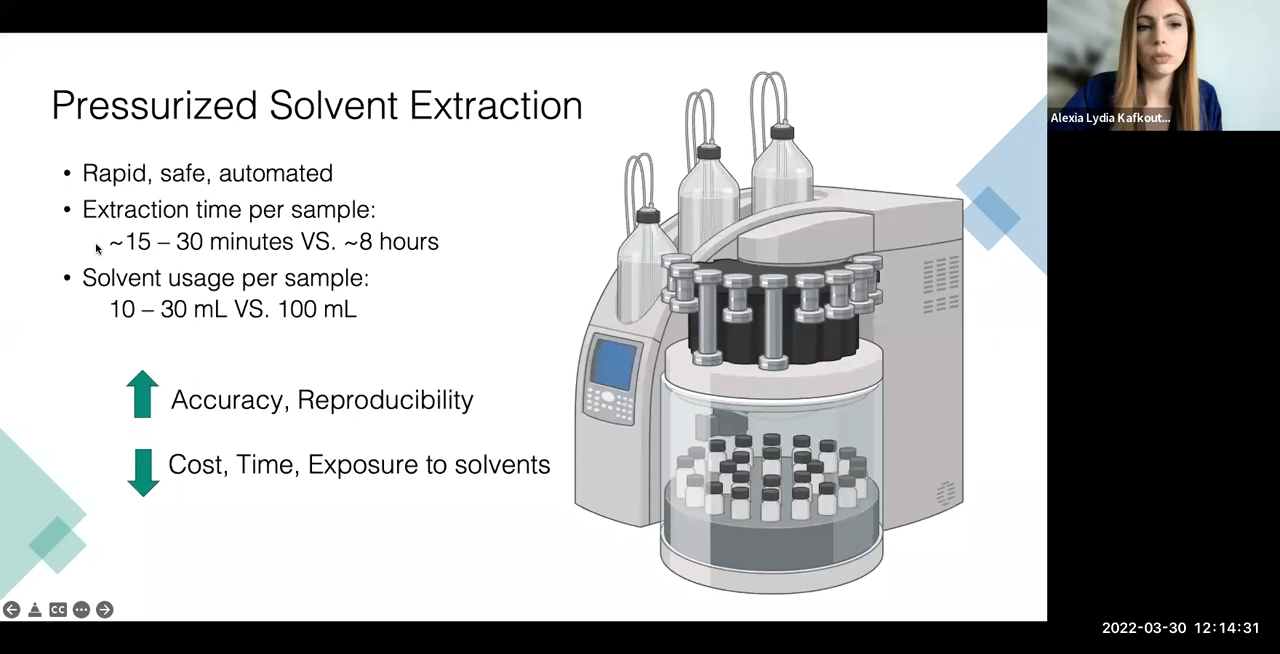 Pressurized Solvent Extraction
• Rapid, safe, automated
• Extraction time per sample:
~15 – 30 minutes VS. ~8 hours
• Solvent usage per sample:
10 – 30 mL VS. 100 mL
Accuracy, Reproducibility
Cost, Time, Exposure to solvents
CC
Alexia Lydia Kafkout...
2022-03-30 12:14:31